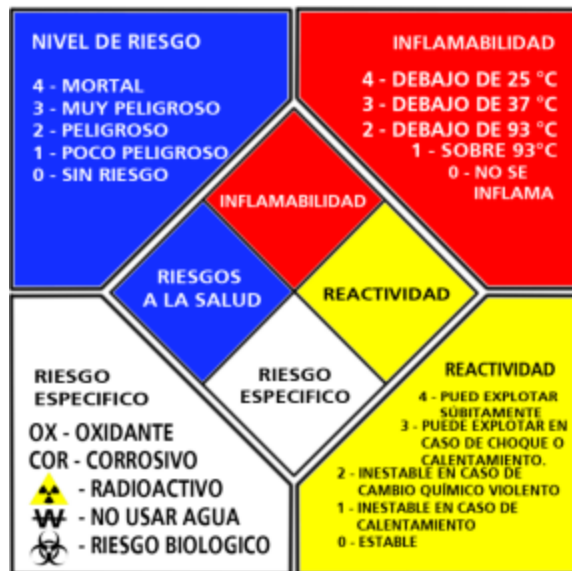 NIVEL DE RIESGO
4 - MORTAL
3 - MUY PELIGROSO
2 - PELIGROSO
1 - POCO PELIGROSO
0 - SIN RIESGO
INFLAMABILIDAD
4 - DEBAJO DE 25 °C
3 - DEBAJO DE 37 °C
2 - DEBAJO DE 93 °C
1 - SOBRE 93°C
0 - NO SE
INFLAMA
INFLAMABILIDAD
RIESGOS
A LA SALUD
REACTIVIDAD
RIESGO
ESPECIFICO
RIESGO
ESPECIFICO
OX - OXIDANTE
COR - CORROSIVO
- RADIOACTIVO
W - NO USAR AGUA
- RIESGO BIOLOGICO
REACTIVIDAD
4 - PUED EXPLOTAR
SÚBITAMENTE
3 - PUEDE EXPLOTAR EN
CASO DE CHOQUE O
CALENTAMIENTO.
2 - INESTABLE EN CASO DE
CAMBIO QUÍMICO VIOLENTO
1 - INESTABLE EN CASO DE
CALENTAMIENTO
0 - ESTABLE